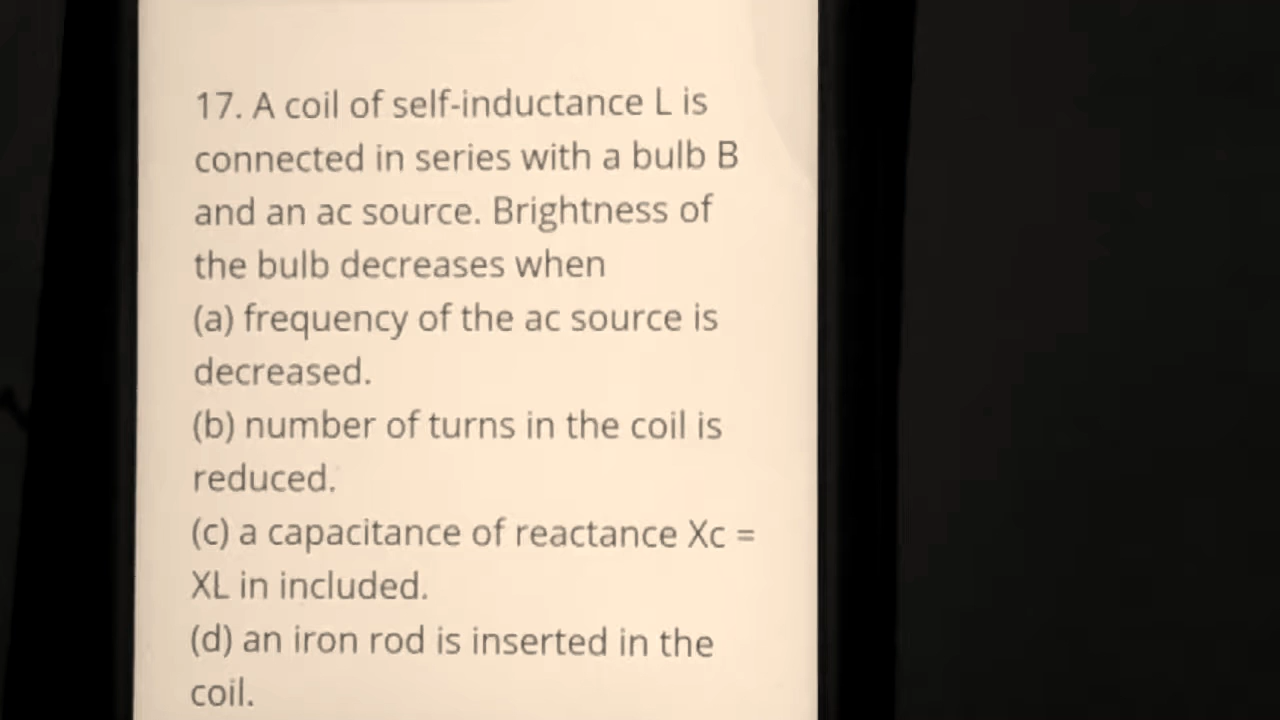 17. A coil of self-inductance L is
connected in series with a bulb B
and an ac source. Brightness of
the bulb decreases when
(a) frequency of the ac source is
decreased.
(b) number of turns in the coil is
reduced.
(c) a capacitance of reactance Xc =
XL in included.
(d) an iron rod is inserted in the
coil.